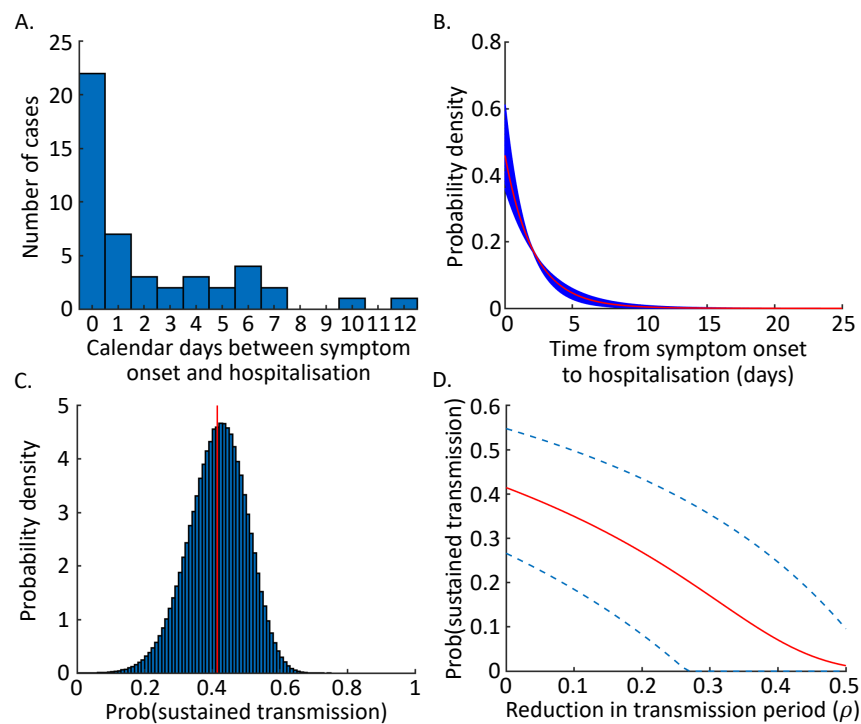 A.
25
20
15
10
5
0
Number of cases
0 1 2 3 4 5 6 7 8 9 10 11 12
Calendar days between symptom
onset and hospitalisation
B.
0.8
0.6
0.4
0.2
0
Probability density
0 5 10 15 20 25
Time from symptom onset
to hospitalisation (days)
C.
5
4
3
2
1
0
Probability density
0 0.2 0.4 0.6 0.8 1
Prob(sustained transmission)
D.
0.6
0.5
0.4
0.3
0.2
0.1
0
Prob(sustained transmission)
0 0.1 0.2 0.3 0.4 0.5
Reduction in transmission period (ρ)